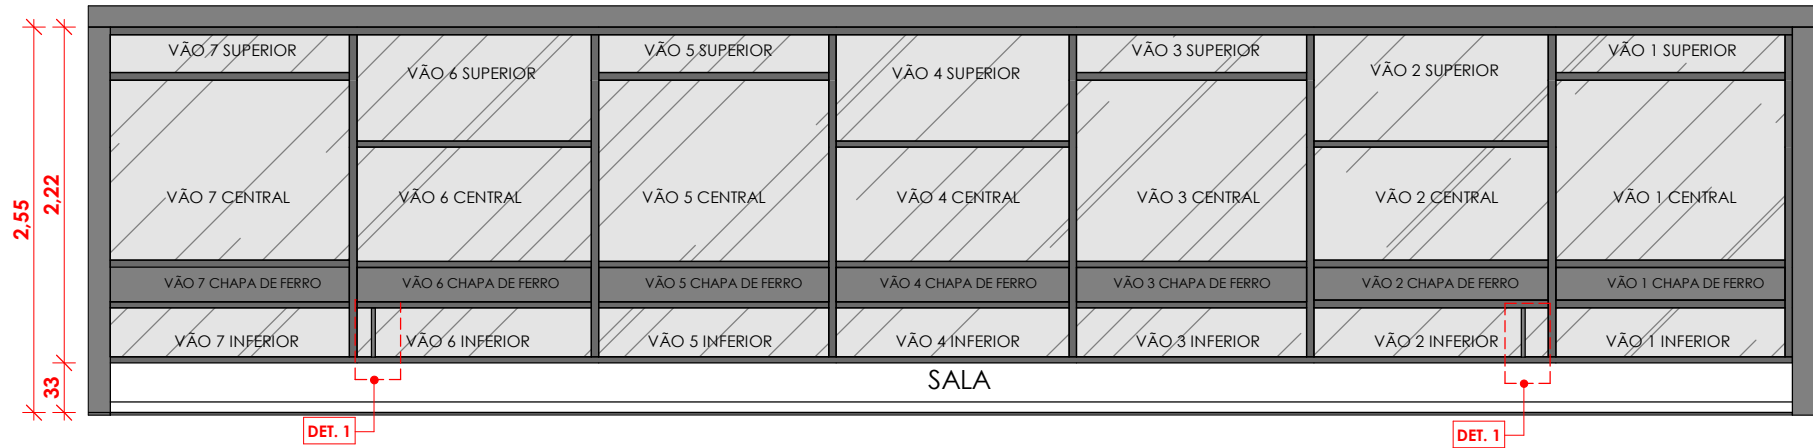 VÃO 7 SUPERIOR
VÃO 6 SUPERIOR
VÃO 5 SUPERIOR
VÃO 4 SUPERIOR
VÃO 3 SUPERIOR
VÃO 2 SUPERIOR
VÃO 1 SUPERIOR
2,55
2,22
VÃO 7 CENTRAL
VÃO 6 CENTRAL
VÃO 5 CENTRAL
VÃO 4 CENTRAL
VÃO 3 CENTRAL
VÃO 2 CENTRAL
VÃO 1 CENTRAL
VÃO 7 CHAPA DE FERRO
VÃO 6 CHAPA DE FERRO
VÃO 5 CHAPA DE FERRO
VÃO 4 CHAPA DE FERRO
VÃO 3 CHAPA DE FERRO
VÃO 2 CHAPA DE FERRO
VÃO 1 CHAPA DE FERRO
VÃO 7 INFERIOR
VÃO 6 INFERIOR
VÃO 5 INFERIOR
VÃO 4 INFERIOR
VÃO 3 INFERIOR
VÃO 2 INFERIOR
VÃO 1 INFERIOR
33
SALA
DET. 1
DET. 1